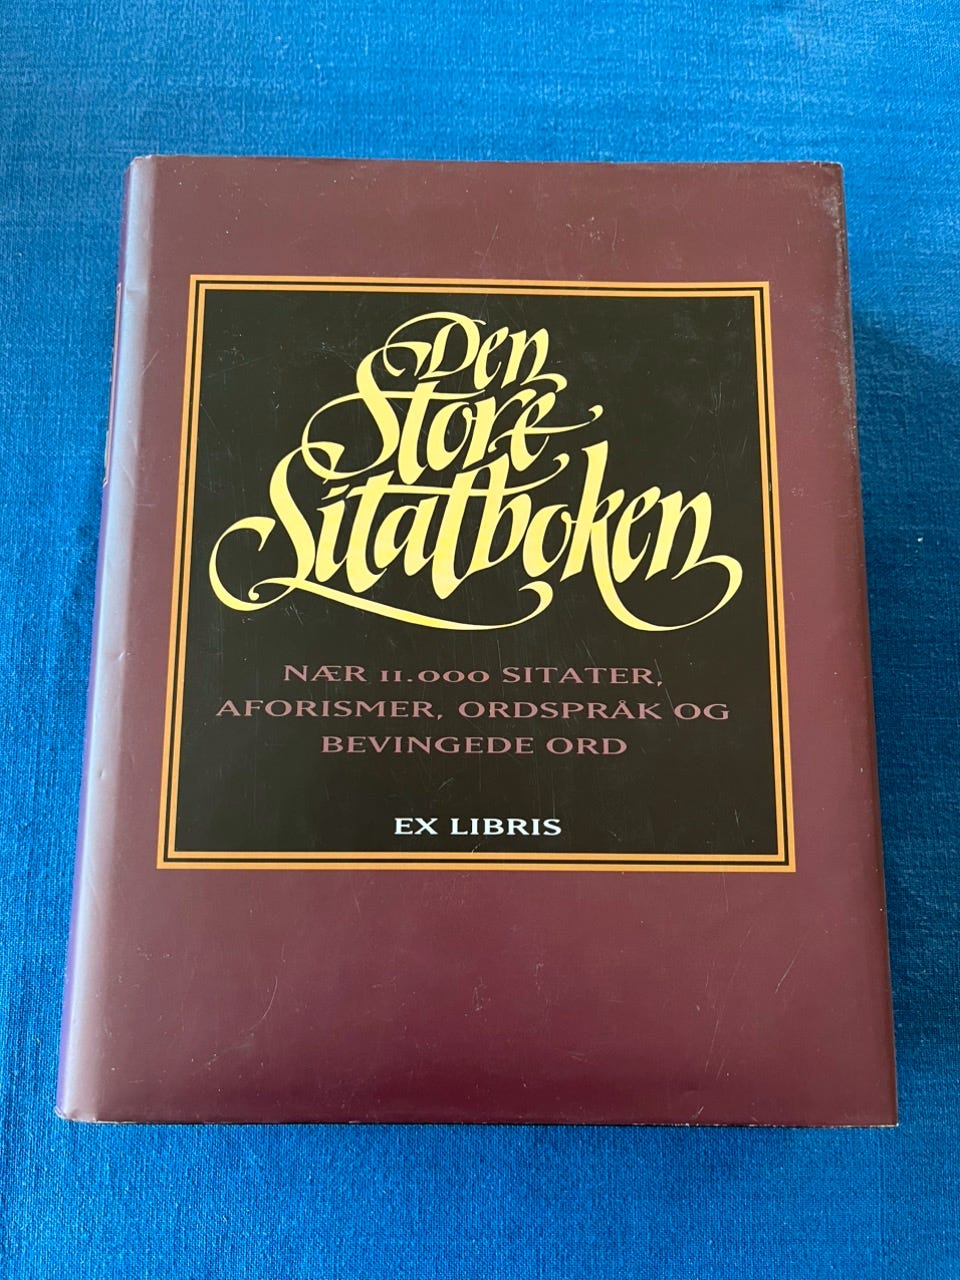 Den
Store
Sitatboken
NÆR 11.000 SITATER,
AFORISMER, ORDSPRÅK OG
BEVINGEDE ORD
EX LIBRIS